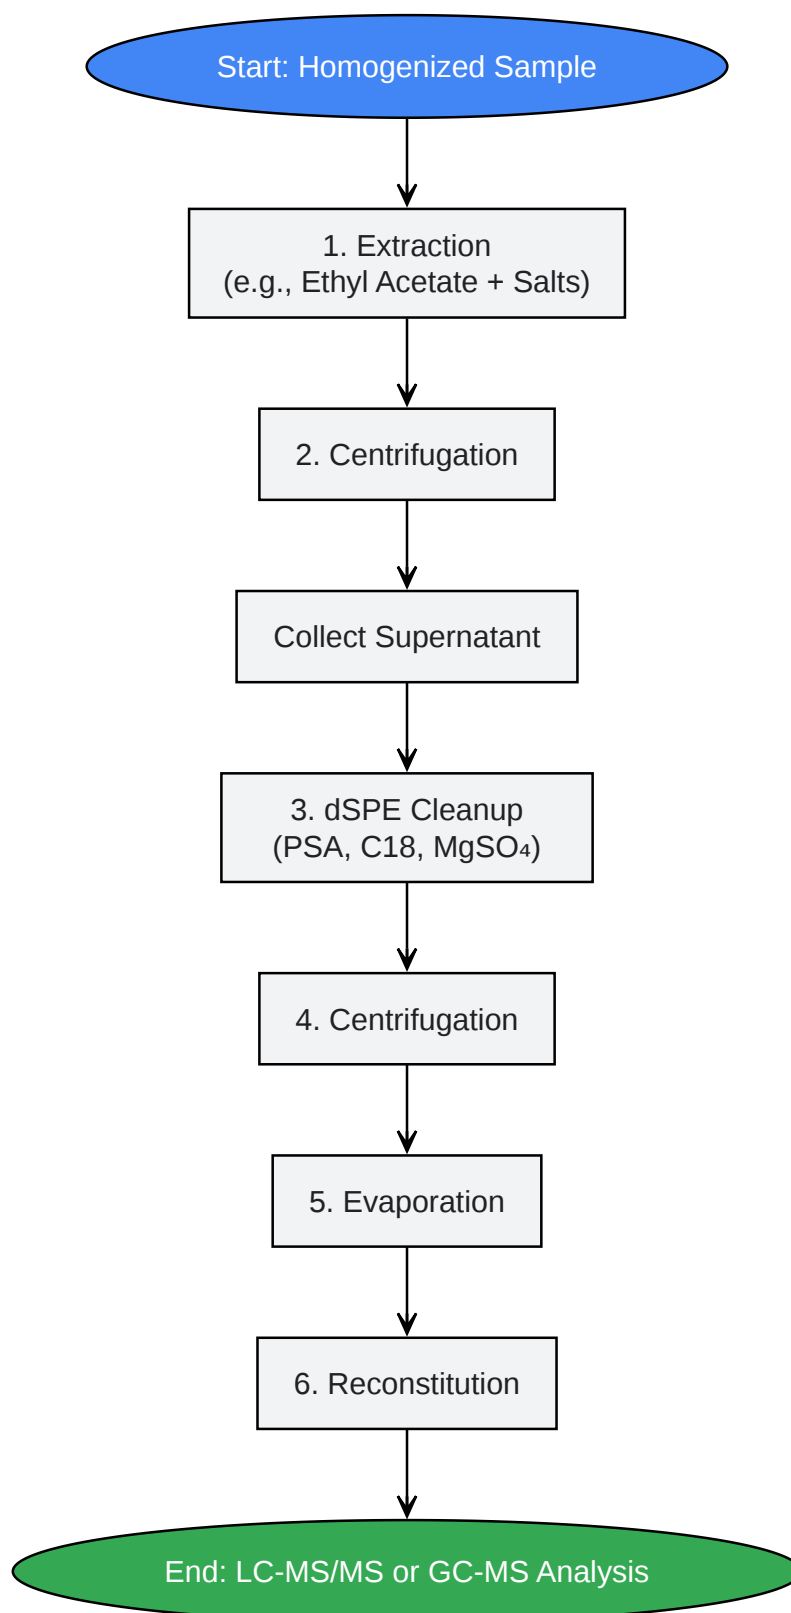 Start: Homogenized Sample
1. Extraction
(e.g., Ethyl Acetate + Salts)
2. Centrifugation
Collect Supernatant
3. dSPE Cleanup
(PSA, C18, MgSO₄)
4. Centrifugation
5. Evaporation
6. Reconstitution
End: LC-MS/MS or GC-MS Analysis